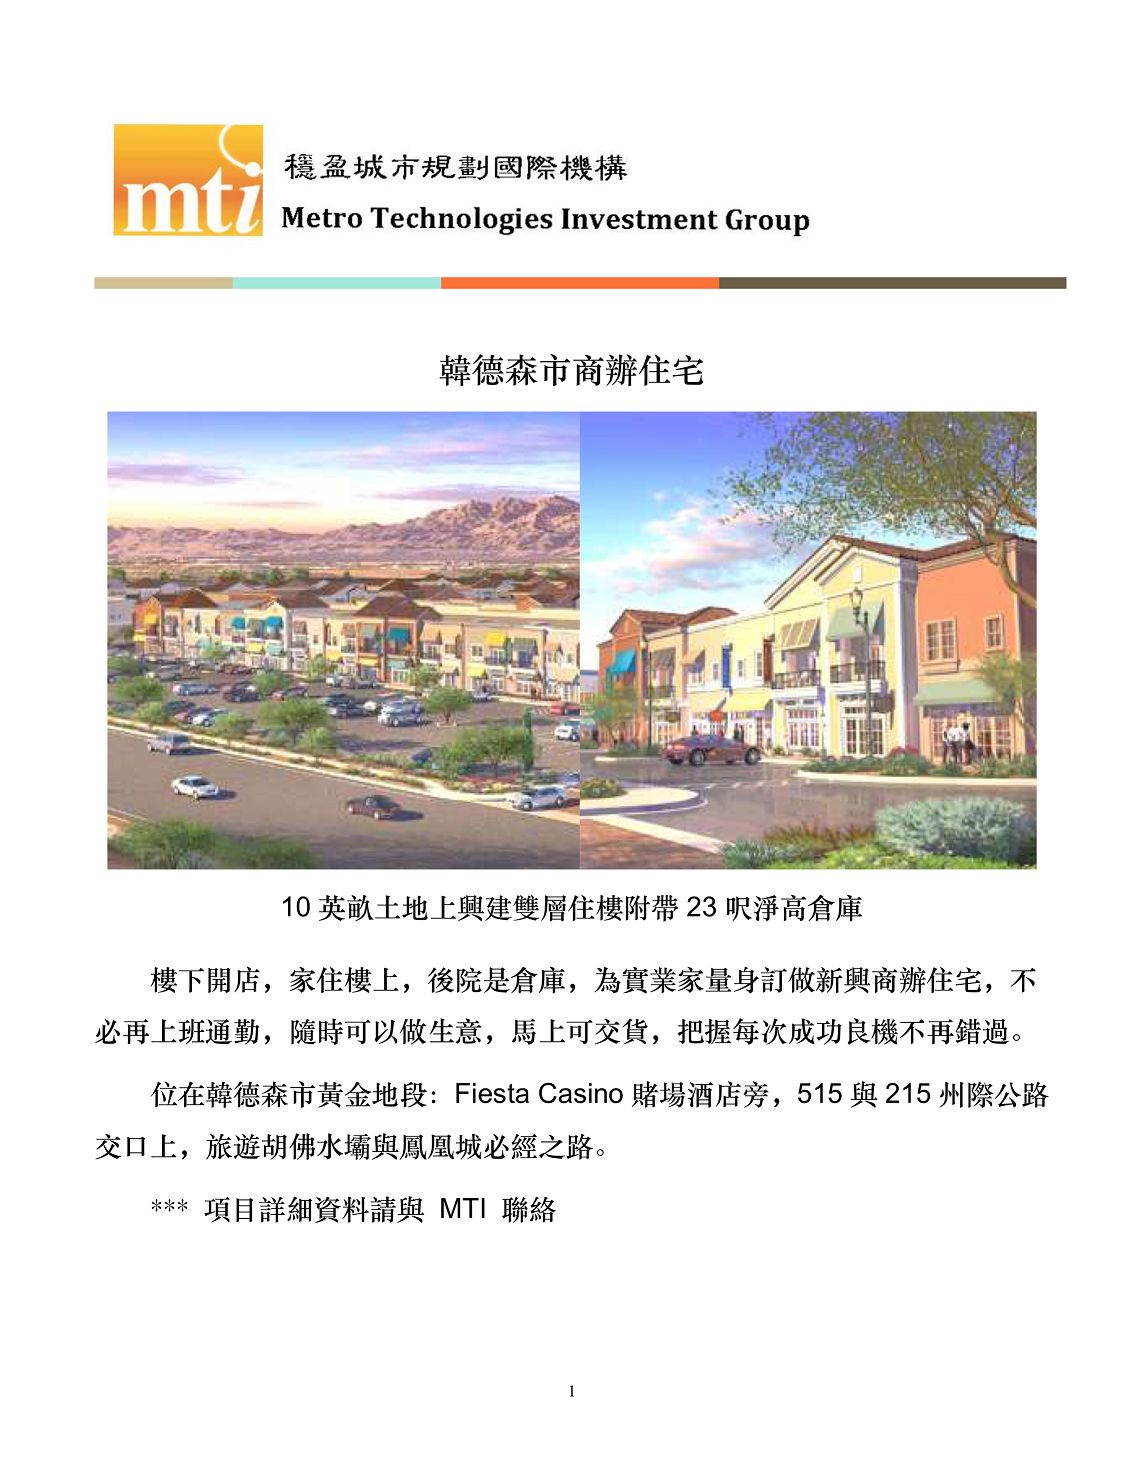 mti
穩盈城市規劃國際機構
Metro Technologies Investment Group
韓德森市商辦住宅
10 英畝土地上興建雙層住樓附帶 23 呎淨高倉庫
樓下開店，家住樓上，後院是倉庫，為實業家量身訂做新興商辦住宅，不
必再上班通勤，隨時可以做生意，馬上可交貨，把握每次成功良機不再錯過。
位在韓德森市黃金地段：Fiesta Casino 賭場酒店旁，515 與 215 州際公路
交口上，旅遊胡佛水壩與鳳凰城必經之路。
*** 項目詳細資料請與 MTI 聯絡
1